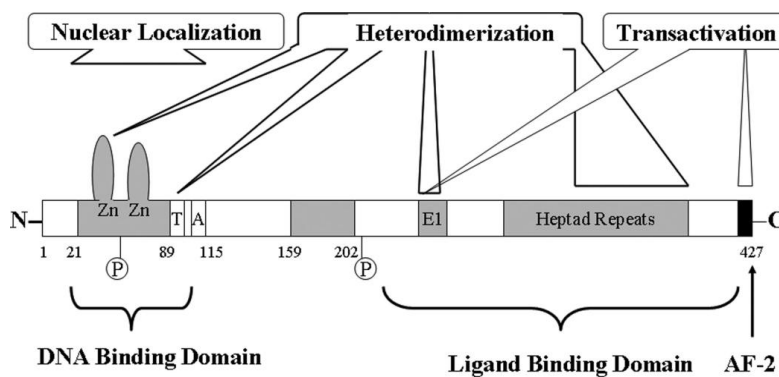 Nuclear Localization Heterodimerization Transactivation
Zn Zn
N T A E1 Heptad Repeats C
1 21 89 115 159 202 427
P P
DNA Binding Domain Ligand Binding Domain AF-2